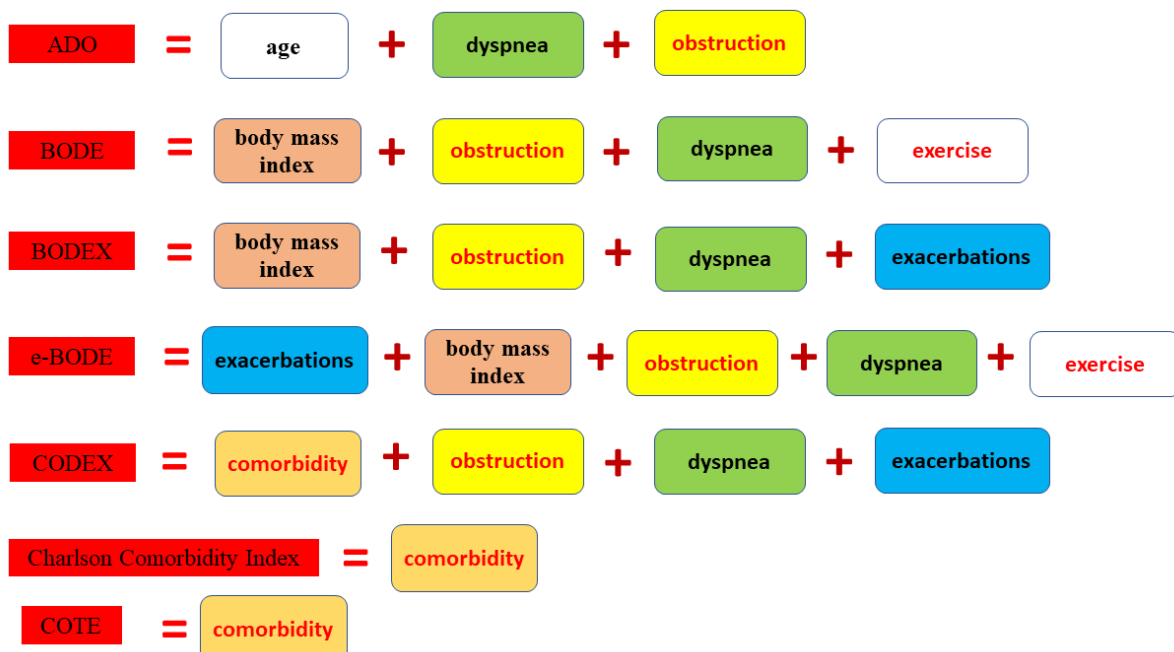 ADO = age + dyspnea + obstruction
BODE = body mass index + obstruction + dyspnea + exercise
BODEX = body mass index + obstruction + dyspnea + exacerbations
e-BODE = exacerbations + body mass index + obstruction + dyspnea + exercise
CODEX = comorbidity + obstruction + dyspnea + exacerbations
Charlson Comorbidity Index = comorbidity
COTE = comorbidity